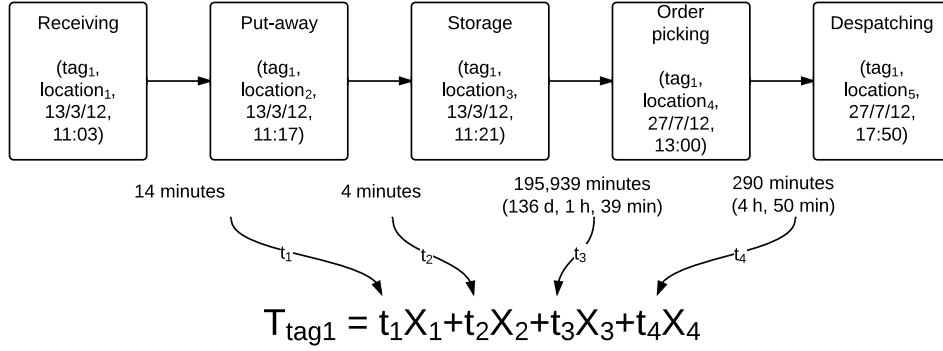 Receiving
(tag₁,
location₁,
13/3/12,
11:03)
Put-away
(tag₁,
location₂,
13/3/12,
11:17)
Storage
(tag₁,
location₃,
13/3/12,
11:21)
Order
picking
(tag₁,
location₄,
27/7/12,
13:00)
Despatching
(tag₁,
location₅,
27/7/12,
17:50)
14 minutes
4 minutes
195,939 minutes
(136 d, 1 h, 39 min)
290 minutes
(4 h, 50 min)
t₁
t₂
t₃
t₄
Ttag1 = t₁X₁+t₂X₂+t₃X₃+t₄X₄